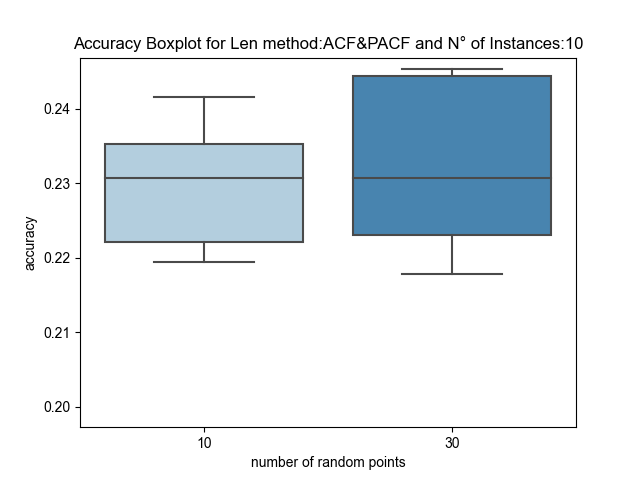 Accuracy Boxplot for Len method:ACF&PACF and N° of Instances:10
0.24
0.23
0.22
0.21
0.20
accuracy
10 30
number of random points